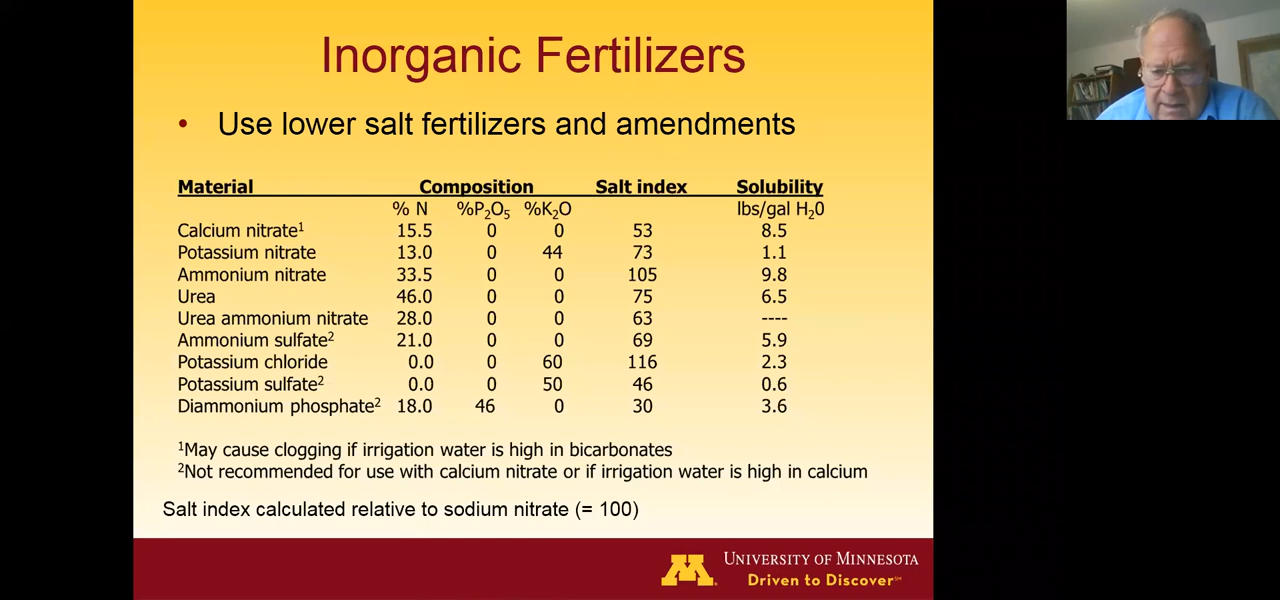 Inorganic Fertilizers
• Use lower salt fertilizers and amendments
Material Composition Salt index Solubility
% N %P₂O₅ %K₂O lbs/gal H₂0
Calcium nitrate¹ 15.5 0 0 53 8.5
Potassium nitrate 13.0 0 44 73 1.1
Ammonium nitrate 33.5 0 0 105 9.8
Urea 46.0 0 0 75 6.5
Urea ammonium nitrate 28.0 0 0 63 ----
Ammonium sulfate² 21.0 0 0 69 5.9
Potassium chloride 0.0 0 60 116 2.3
Potassium sulfate² 0.0 0 50 46 0.6
Diammonium phosphate² 18.0 46 0 30 3.6
¹May cause clogging if irrigation water is high in bicarbonates
²Not recommended for use with calcium nitrate or if irrigation water is high in calcium
Salt index calculated relative to sodium nitrate (= 100)
UNIVERSITY OF MINNESOTA
Driven to Discover℠